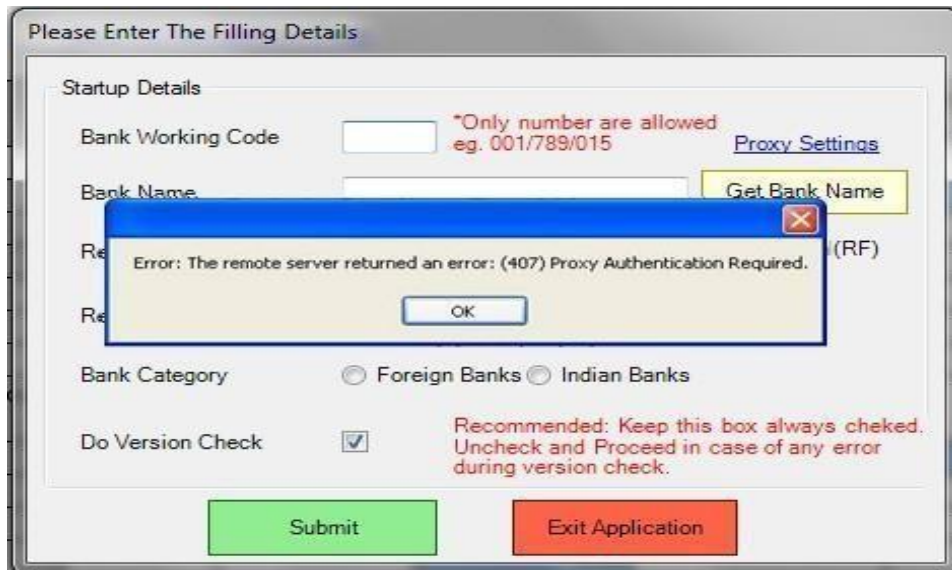 Please Enter The Filling Details
Startup Details
Bank Working Code
*Only number are allowed
eg. 001/789/015
Proxy Settings
Bank Name
Get Bank Name
Re
(RF)
Error: The remote server returned an error: (407) Proxy Authentication Required.
OK
Re
Bank Category
Foreign Banks
Indian Banks
Do Version Check
Recommended: Keep this box always cheked.
Uncheck and Proceed in case of any error
during version check.
Submit
Exit Application